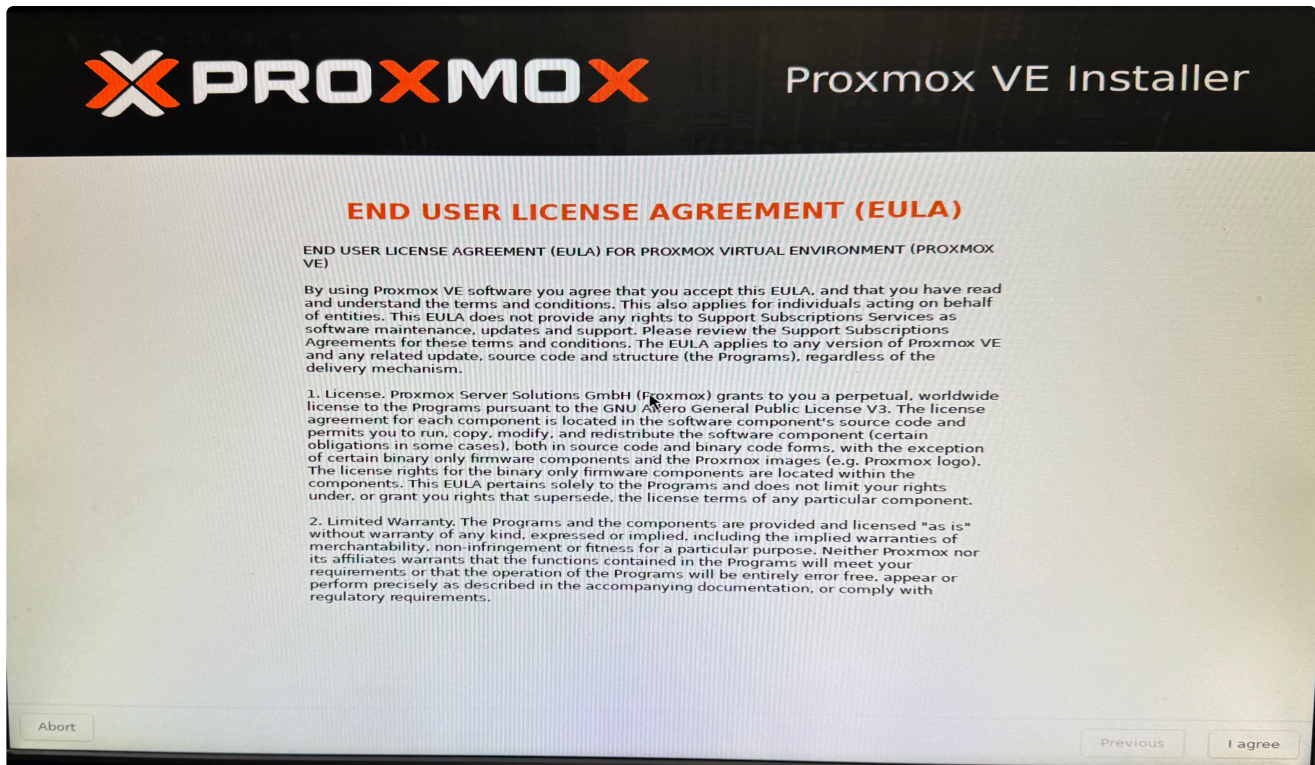 PROXMOX
Proxmox VE Installer
END USER LICENSE AGREEMENT (EULA)
END USER LICENSE AGREEMENT (EULA) FOR PROXMOX VIRTUAL ENVIRONMENT (PROXMOX
VE)
By using Proxmox VE software you agree that you accept this EULA, and that you have read
and understand the terms and conditions. This also applies for individuals acting on behalf
of entities. This EULA does not provide any rights to Support Subscriptions Services as
software maintenance, updates and support. Please review the Support Subscriptions
Agreements for these terms and conditions. The EULA applies to any version of Proxmox VE
and any related update, source code and structure (the Programs), regardless of the
delivery mechanism.
1. License. Proxmox Server Solutions GmbH (Proxmox) grants to you a perpetual, worldwide
license to the Programs pursuant to the GNU Affero General Public License V3. The license
agreement for each component is located in the software component's source code and
permits you to run, copy, modify, and redistribute the software component (certain
obligations in some cases), both in source code and binary code forms, with the exception
of certain binary only firmware components and the Proxmox images (e.g. Proxmox logo).
The license rights for the binary only firmware components are located within the
components. This EULA pertains solely to the Programs and does not limit your rights
under, or grant you rights that supersede, the license terms of any particular component.
2. Limited Warranty. The Programs and the components are provided and licensed "as is"
without warranty of any kind, expressed or implied, including the implied warranties of
merchantability, non-infringement or fitness for a particular purpose. Neither Proxmox nor
its affiliates warrants that the functions contained in the Programs will meet your
requirements or that the operation of the Programs will be entirely error free, appear or
perform precisely as described in the accompanying documentation, or comply with
regulatory requirements.
Abort
Previous
I agree